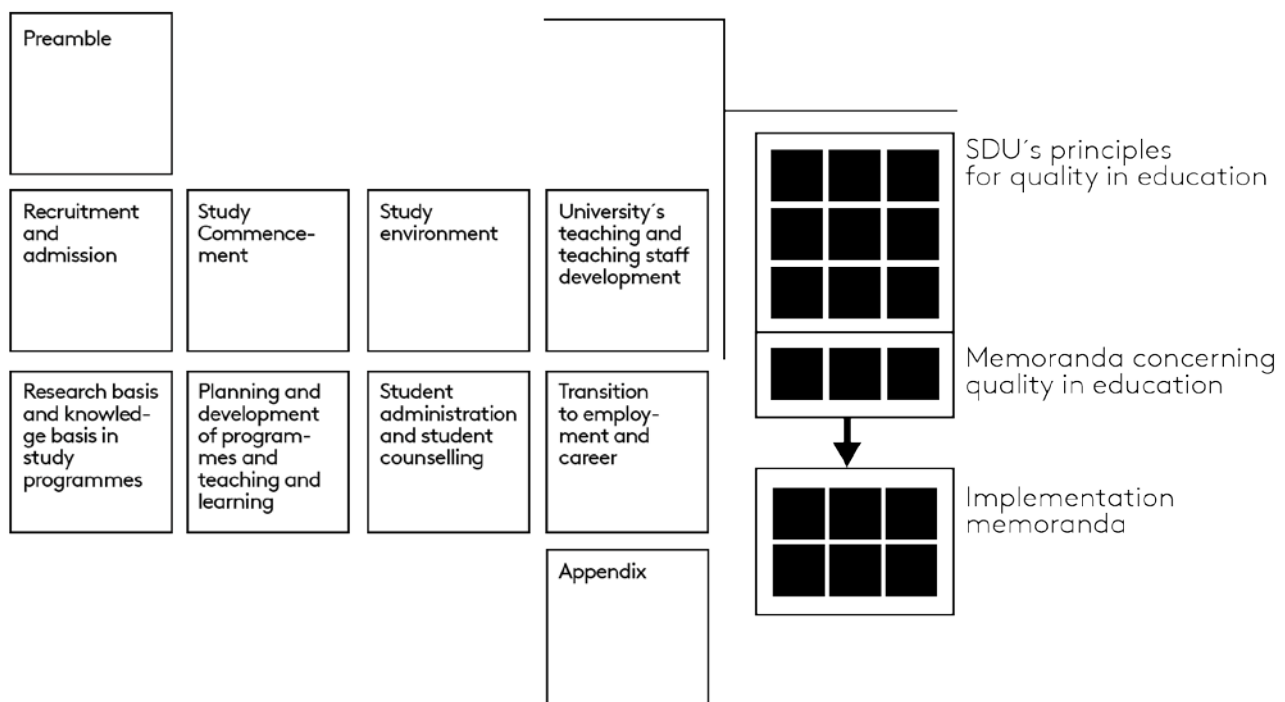 Preamble
Recruitment
and
admission
Study
Commence-
ment
Study
environment
University´s
teaching and
teaching staff
development
Research basis
and knowled-
ge basis in
study
programmes
Planning and
development
of program-
mes and
teaching and
learning
Student
administration
and student
counselling
Transition
to employ-
ment and
career
Appendix
SDU´s principles
for quality in education
Memoranda concerning
quality in education
Implementation
memoranda